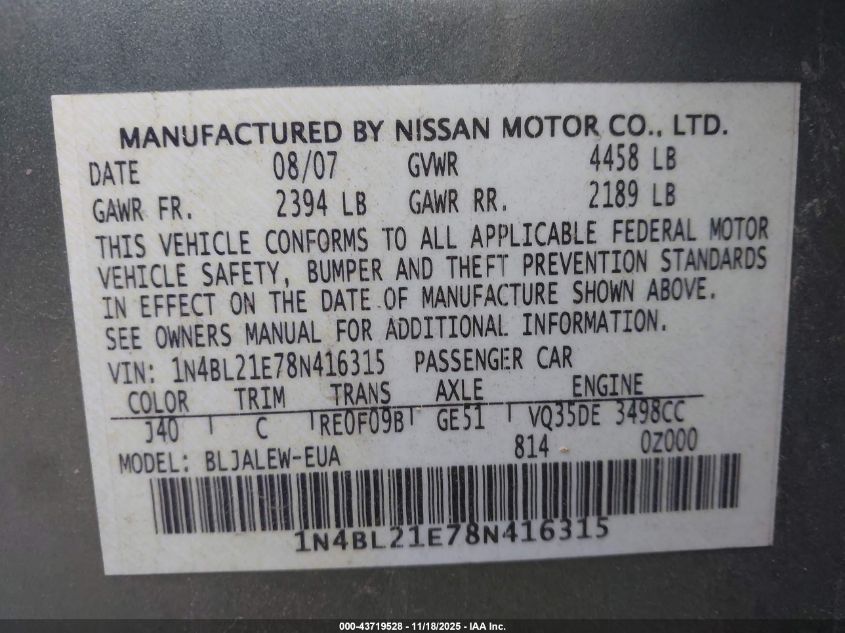 MANUFACTURED BY NISSAN MOTOR CO., LTD.
DATE 08/07 GVWR 4458 LB
GAWR FR. 2394 LB GAWR RR. 2189 LB
THIS VEHICLE CONFORMS TO ALL APPLICABLE FEDERAL MOTOR
VEHICLE SAFETY, BUMPER AND THEFT PREVENTION STANDARDS
IN EFFECT ON THE DATE OF MANUFACTURE SHOWN ABOVE.
SEE OWNERS MANUAL FOR ADDITIONAL INFORMATION.
VIN: 1N4BL21E78N416315 PASSENGER CAR
COLOR TRIM TRANS AXLE ENGINE
J40 C RE0F09B GE51 VQ35DE 3498CC
MODEL: BLJALEW-EUA 814 0Z000
1N4BL21E78N416315
000-43719528 - 11/18/2025 - IAA Inc.